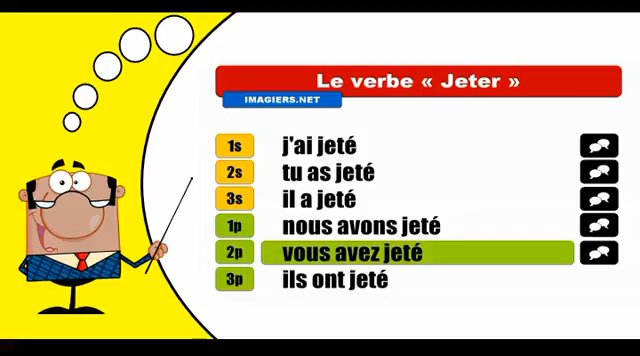 Le verbe « Jeter »
IMAGIERS.NET
1s j'ai jeté
2s tu as jeté
3s il a jeté
1p nous avons jeté
2p vous avez jeté
3p ils ont jeté